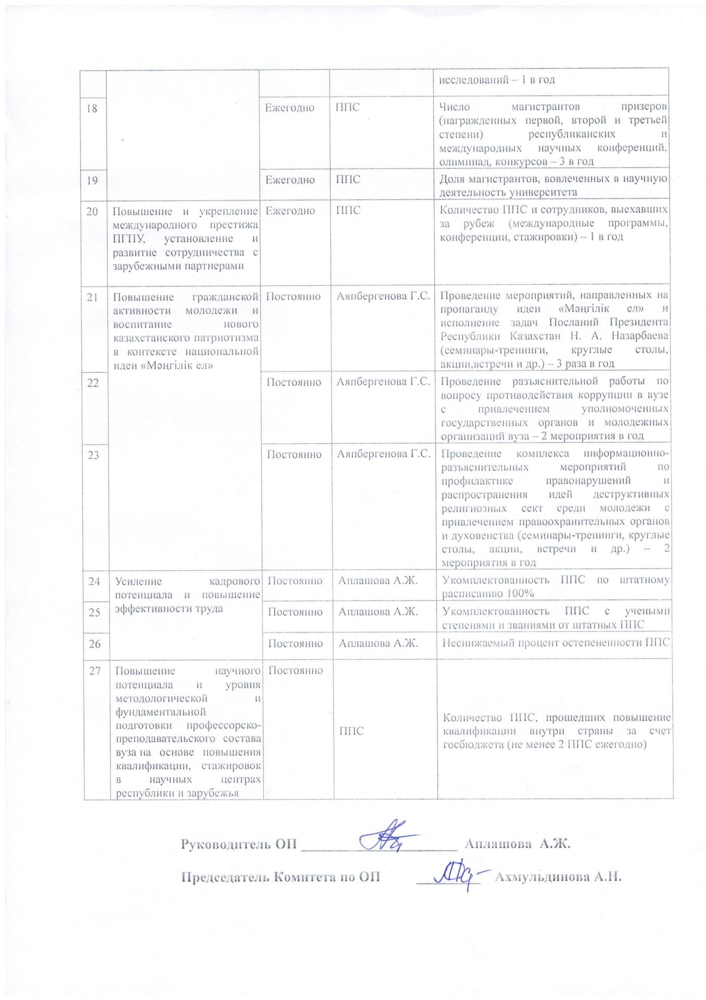 исследований – 1 в год
18
Ежегодно
ППС
Число магистрантов призеров
(награжденных первой, второй и третьей
степени) республиканских и
международных научных конференций,
олимпиад, конкурсов – 3 в год
19
Ежегодно
ППС
Доля магистрантов, вовлеченных в научную
деятельность университета
20
Повышение и укрепление
международного престижа
ПГПУ, установление и
развитие сотрудничества с
зарубежными партнерами
Ежегодно
ППС
Количество ППС и сотрудников, выехавших
за рубеж (международные программы,
конференции, стажировки) – 1 в год
21
Повышение гражданской
активности молодежи и
воспитание нового
казахстанского патриотизма
в контексте национальной
идеи «Мәңгілік ел»
Постоянно
Аяпбергенова Г.С.
Проведение мероприятий, направленных на
пропаганду идеи «Мәңгілік ел» и
исполнение задач Посланий Президента
Республики Казахстан Н. А. Назарбаева
(семинары-тренинги, круглые столы,
акции,встречи и др.) – 3 раза в год
22
Постоянно
Аяпбергенова Г.С.
Проведение разъяснительной работы по
вопросу противодействия коррупции в вузе
с привлечением уполномоченных
государственных органов и молодежных
организаций вуза – 2 мероприятия в год
23
Постоянно
Аяпбергенова Г.С.
Проведение комплекса информационно-
разъяснительных мероприятий по
профилактике правонарушений и
распространения идей деструктивных
религиозных сект среди молодежи с
привлечением правоохранительных органов
и духовенства (семинары-тренинги, круглые
столы, акции, встречи и др.) – 2
мероприятия в год
24
Усиление кадрового
потенциала и повышение
эффективности труда
Постоянно
Аплашова А.Ж.
Укомплектованность ППС по штатному
расписанию 100%
25
Постоянно
Аплашова А.Ж.
Укомплектованность ППС с учеными
степенями и званиями от штатных ППС
26
Постоянно
Аплашова А.Ж.
Неснижаемый процент остепененности ППС
27
Повышение научного
потенциала и уровня
методологической и
фундаментальной
подготовки профессорско-
преподавательского состава
вуза на основе повышения
квалификации, стажировок
в научных центрах
республики и зарубежья
Постоянно
ППС
Количество ППС, прошедших повышение
квалификации внутри страны за счет
госбюджета (не менее 2 ППС ежегодно)
Руководитель ОП Аплашова А.Ж.
Председатель Комитета по ОП Ахмульдинова А.Н.